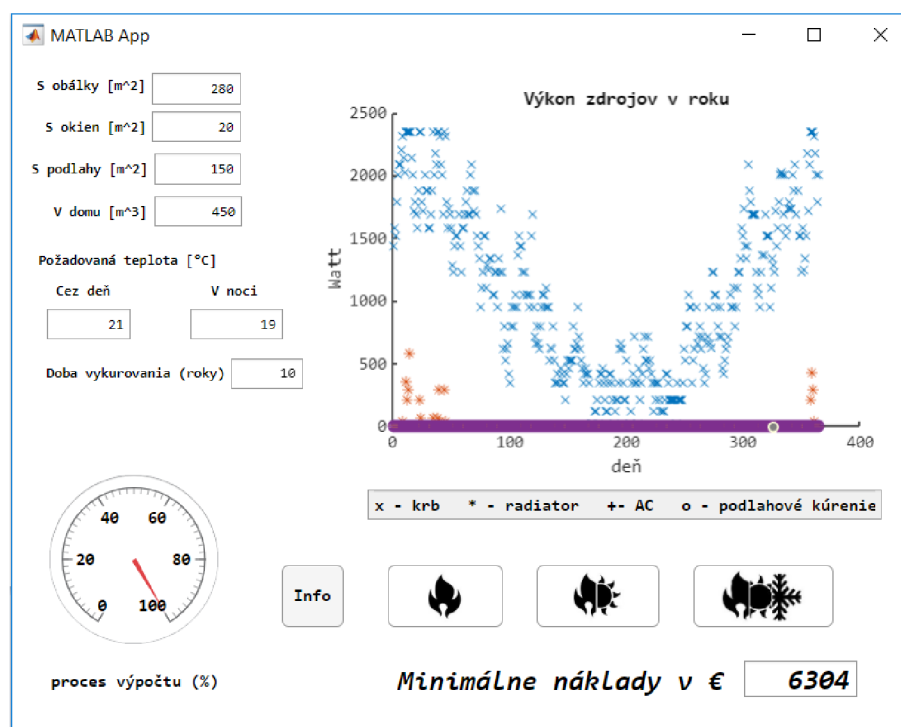 MATLAB App
S obálky [m^2] 280
S okien [m^2] 20
S podlahy [m^2] 150
V domu [m^3] 450
Požadovaná teplota [°C]
Cez deň V noci
21 19
Doba vykurovania (roky) 10
Výkon zdrojov v roku
2500
2000
1500
1000
500
0
Watt
0 100 200 300 400
deň
x - krb * - radiator +- AC o - podlahové kúrenie
0 20 40 60 80 100
proces výpočtu (%)
Info
Minimálne náklady v € 6304